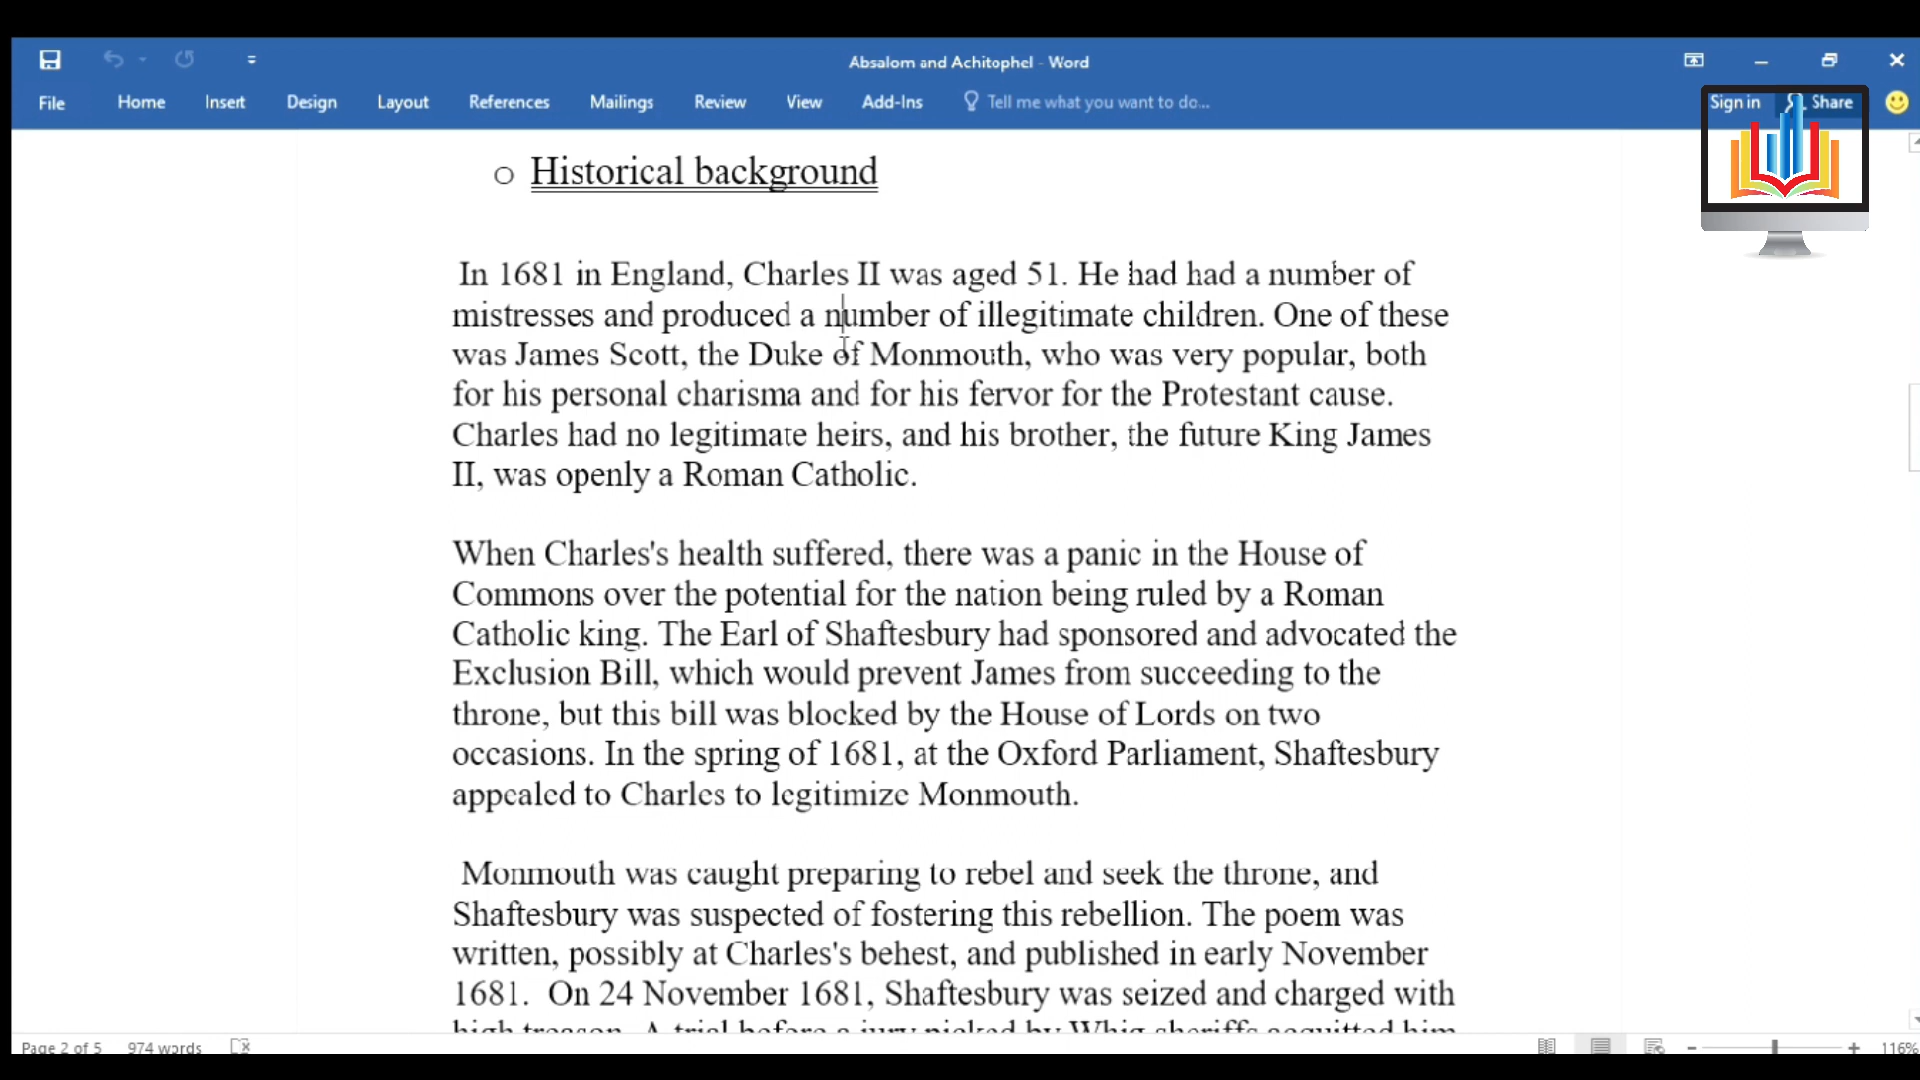 Absalom and Achitophel - Word
File Home Insert Design Layout References Mailings Review View Add-Ins Tell me what you want to do... Sign in Share
o Historical background
In 1681 in England, Charles II was aged 51. He had had a number of
mistresses and produced a number of illegitimate children. One of these
was James Scott, the Duke of Monmouth, who was very popular, both
for his personal charisma and for his fervor for the Protestant cause.
Charles had no legitimate heirs, and his brother, the future King James
II, was openly a Roman Catholic.
When Charles's health suffered, there was a panic in the House of
Commons over the potential for the nation being ruled by a Roman
Catholic king. The Earl of Shaftesbury had sponsored and advocated the
Exclusion Bill, which would prevent James from succeeding to the
throne, but this bill was blocked by the House of Lords on two
occasions. In the spring of 1681, at the Oxford Parliament, Shaftesbury
appealed to Charles to legitimize Monmouth.
Monmouth was caught preparing to rebel and seek the throne, and
Shaftesbury was suspected of fostering this rebellion. The poem was
written, possibly at Charles's behest, and published in early November
1681. On 24 November 1681, Shaftesbury was seized and charged with
high treason. A trial before a jury picked by Whig sheriffs acquitted him
Page 2 of 5 974 words 116%